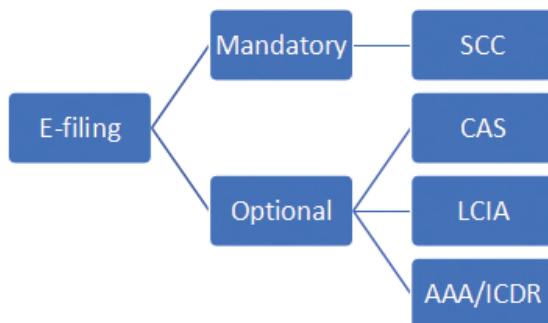 E-filing
Mandatory
SCC
Optional
CAS
LCIA
AAA/ICDR